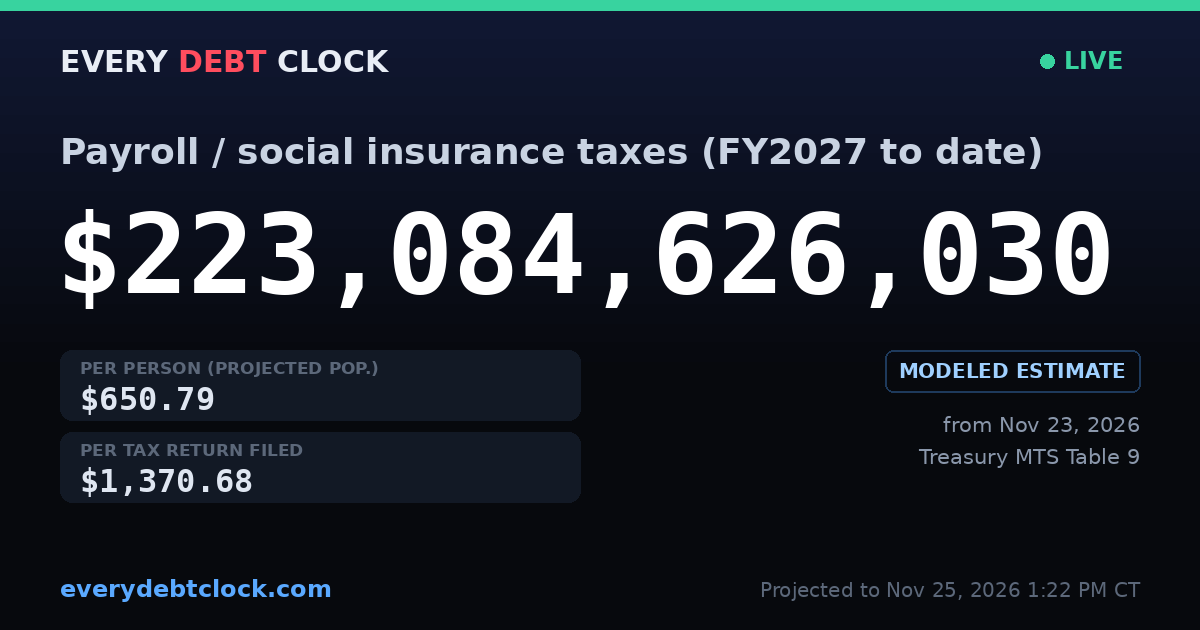 EVERY DEBT CLOCK
LIVE
Payroll / social insurance taxes (FY2027 to date)
$223,084,626,030
PER PERSON (PROJECTED POP.)
$650.79
PER TAX RETURN FILED
$1,370.68
MODELED ESTIMATE
from Nov 23, 2026
Treasury MTS Table 9
everydebtclock.com
Projected to Nov 25, 2026 1:22 PM CT